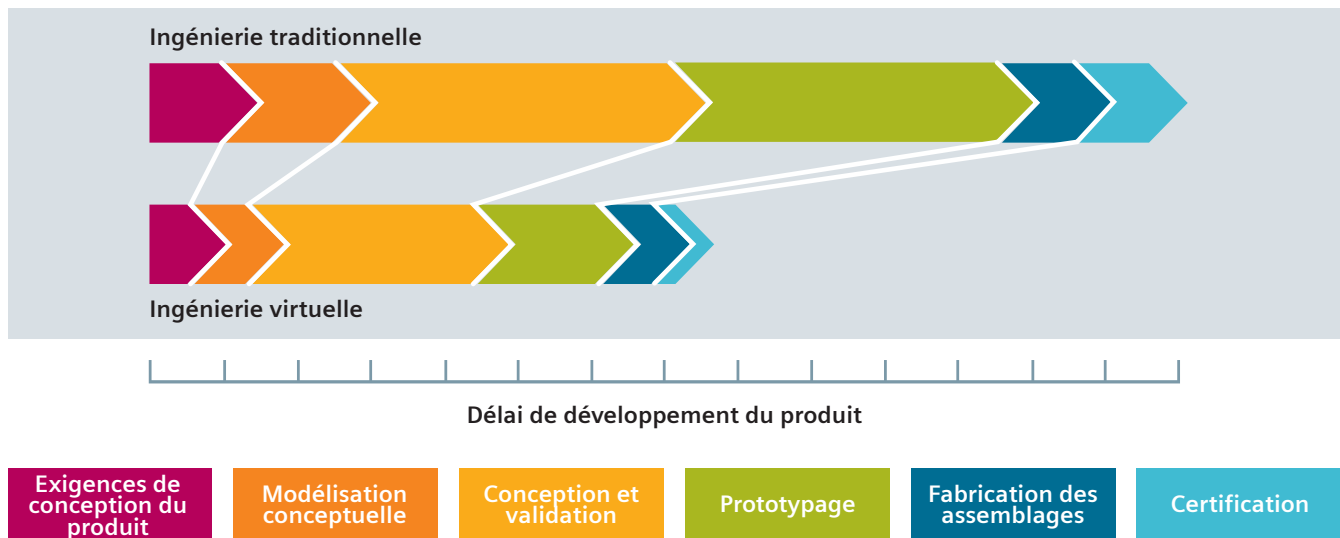 Ingénierie traditionnelle
Ingénierie virtuelle
Délai de développement du produit
Exigences de
conception du
produit
Modélisation
conceptuelle
Conception et
validation
Prototypage
Fabrication des
assemblages
Certification